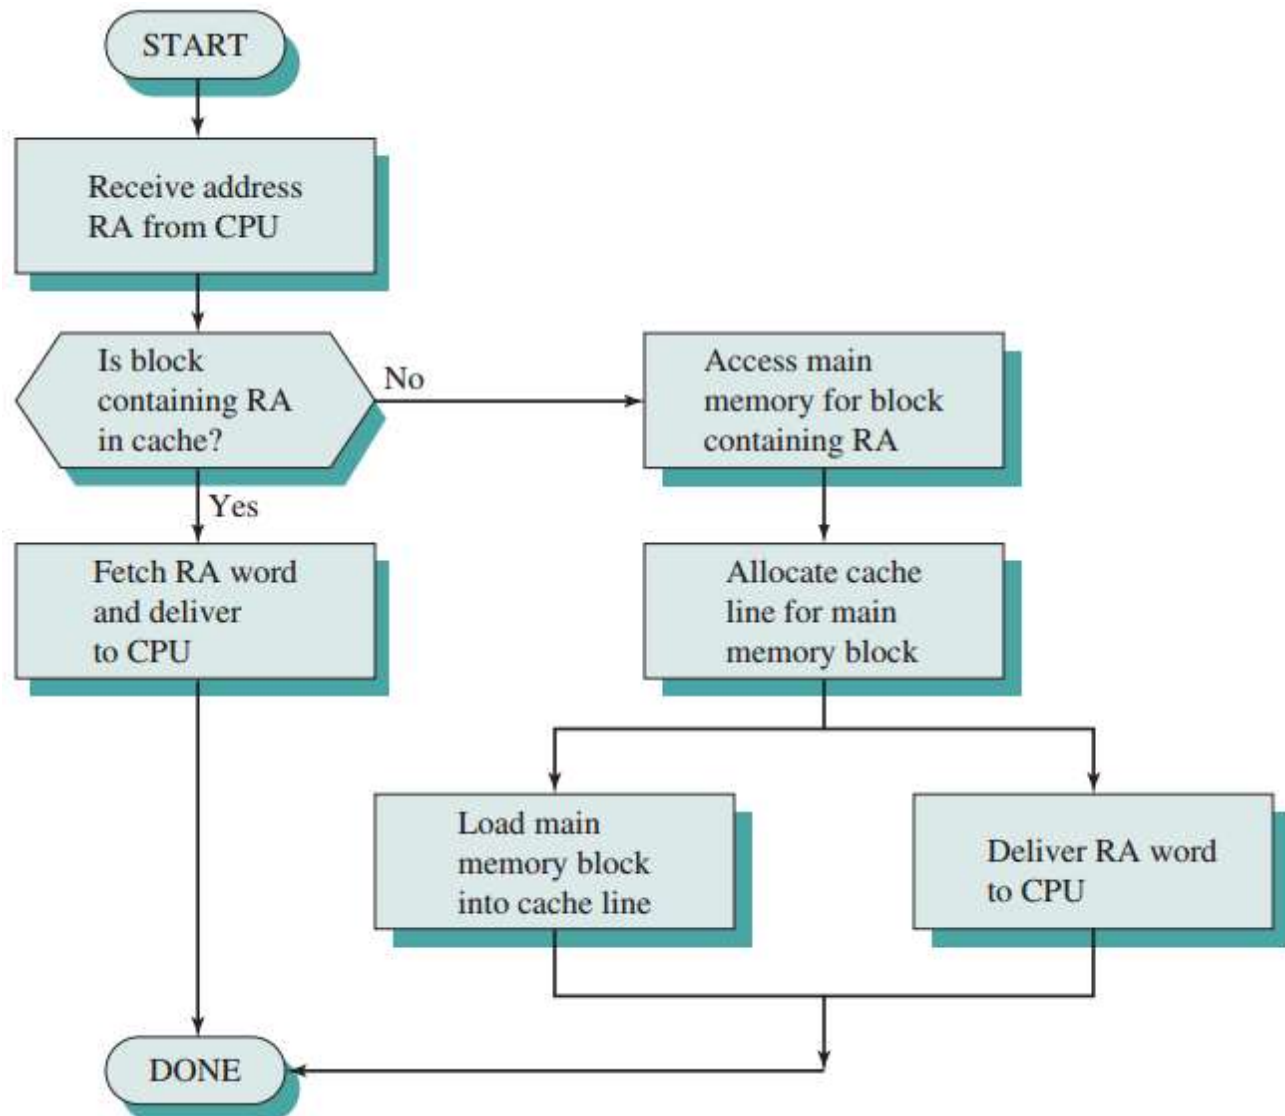 START
Receive address
RA from CPU
Is block
containing RA
in cache?
No
Access main
memory for block
containing RA
Yes
Fetch RA word
and deliver
to CPU
Allocate cache
line for main
memory block
Load main
memory block
into cache line
Deliver RA word
to CPU
DONE